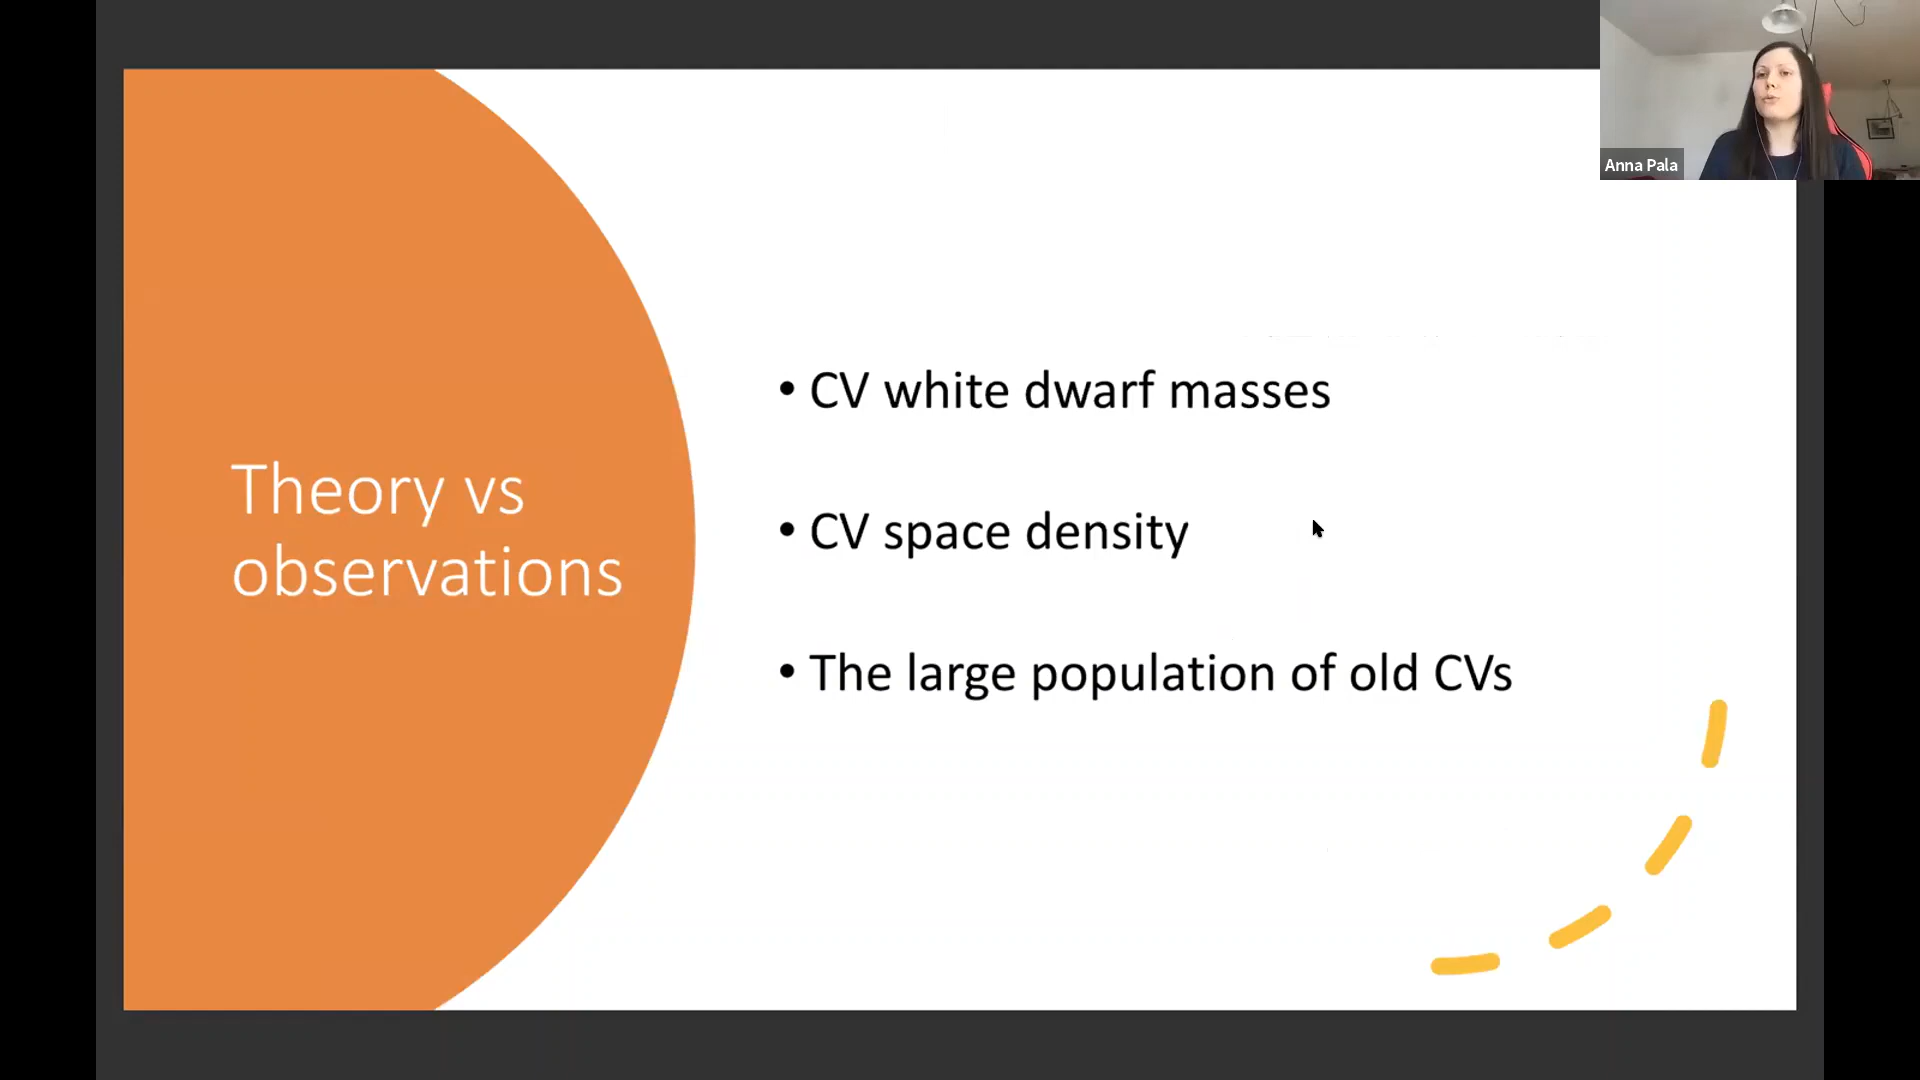 Anna Pala
Theory vs
observations
• CV white dwarf masses
• CV space density
• The large population of old CVs